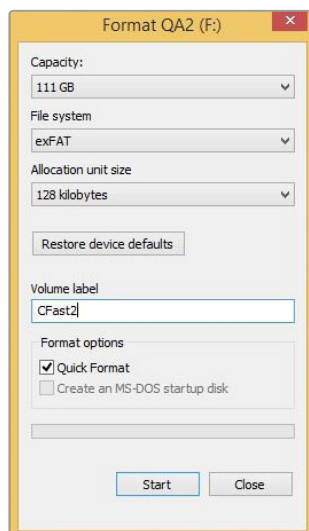 Format QA2 (F:)
Capacity:
111 GB
File system
exFAT
Allocation unit size
128 kilobytes
Restore device defaults
Volume label
CFast2
Format options
Quick Format
Create an MS-DOS startup disk
Start Close